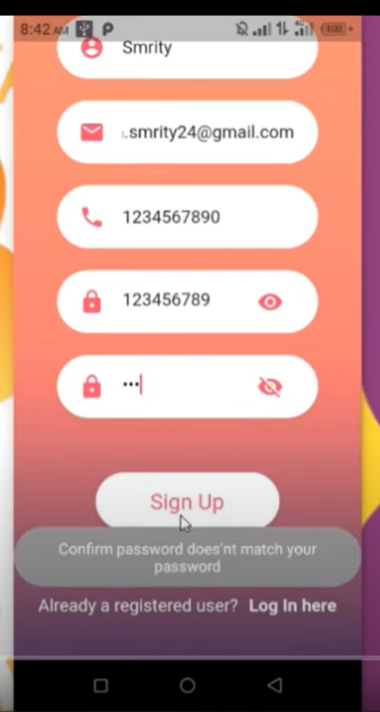 8:42 AM
Smrity
.smrity24@gmail.com
1234567890
123456789
Sign Up
Confirm password does'nt match your
password
Already a registered user? Log In here